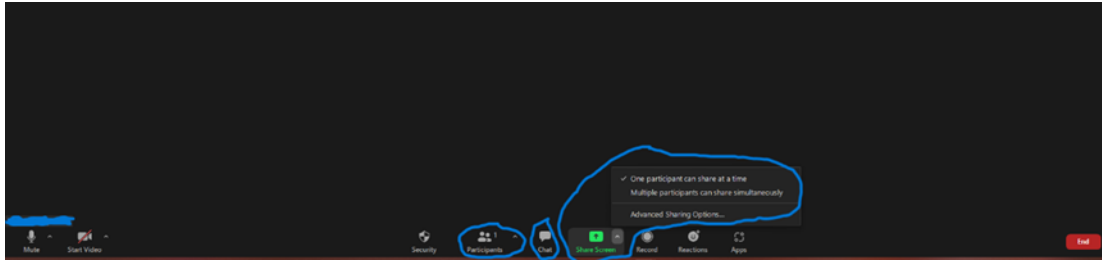 ✓ One participant can share at a time
Multiple participants can share simultaneously
Advanced Sharing Options...
1
Mute Start Video Security Participants Chat Share Screen Record Reactions Apps End